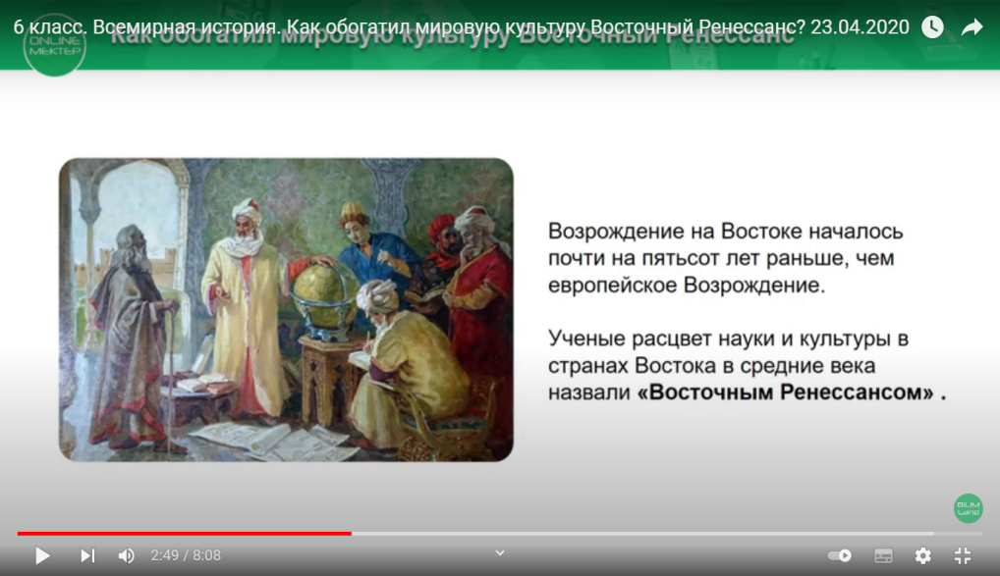 6 класс. Всемирная история. Как обогатил мировую культуру Восточный Ренессанс? 23.04.2020
Как обогатил мировую культуру Восточный Ренессанс
ONLINE
МЕКТЕР
Возрождение на Востоке началось
почти на пятьсот лет раньше, чем
европейское Возрождение.
Ученые расцвет науки и культуры в
странах Востока в средние века
назвали «Восточным Ренессансом» .
BILIM
Land
2:49 / 8:08